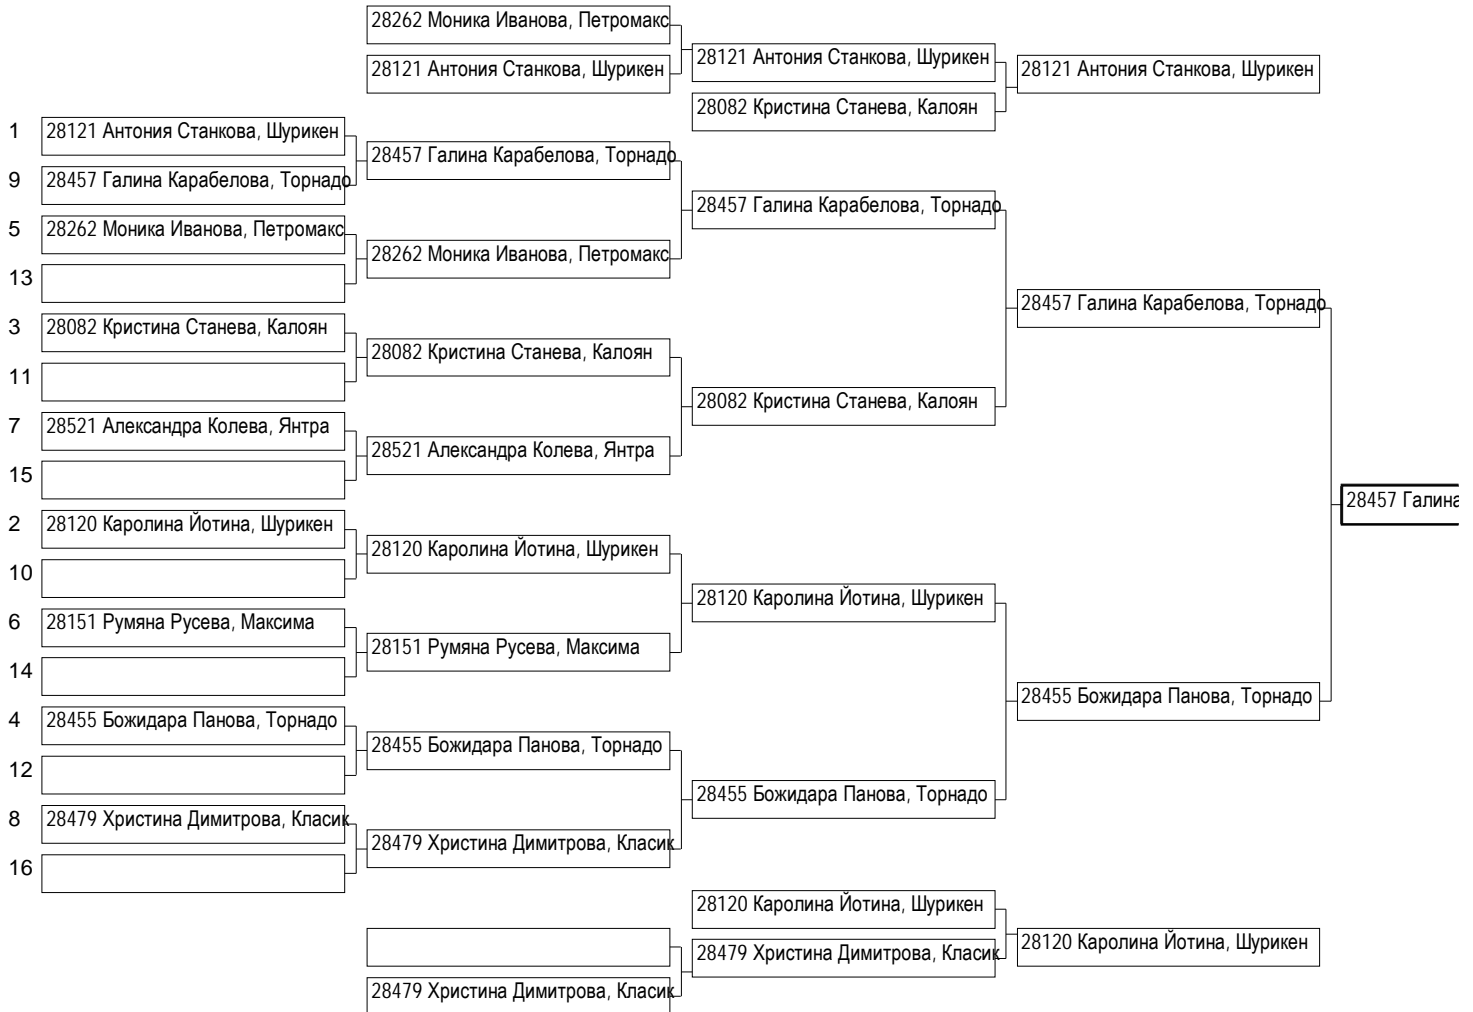 28262 Моника Иванова, Петромакс
28121 Антония Станкова, Шурикен
28121 Антония Станкова, Шурикен
28082 Кристина Станева, Калоян
28121 Антония Станкова, Шурикен
1 28121 Антония Станкова, Шурикен
9 28457 Галина Карабелова, Торнадо
5 28262 Моника Иванова, Петромакс
13
3 28082 Кристина Станева, Калоян
11
7 28521 Александра Колева, Янтра
15
2 28120 Каролина Йотина, Шурикен
10
6 28151 Румяна Русева, Максима
14
4 28455 Божидара Панова, Торнадо
12
8 28479 Христина Димитрова, Класик
16
28457 Галина Карабелова, Торнадо
28262 Моника Иванова, Петромакс
28082 Кристина Станева, Калоян
28521 Александра Колева, Янтра
28120 Каролина Йотина, Шурикен
28151 Румяна Русева, Максима
28455 Божидара Панова, Торнадо
28479 Христина Димитрова, Класик
28457 Галина Карабелова, Торнадо
28082 Кристина Станева, Калоян
28120 Каролина Йотина, Шурикен
28455 Божидара Панова, Торнадо
28457 Галина Карабелова, Торнадо
28455 Божидара Панова, Торнадо
28457 Галина
28479 Христина Димитрова, Класик
28120 Каролина Йотина, Шурикен
28479 Христина Димитрова, Класик
28120 Каролина Йотина, Шурикен